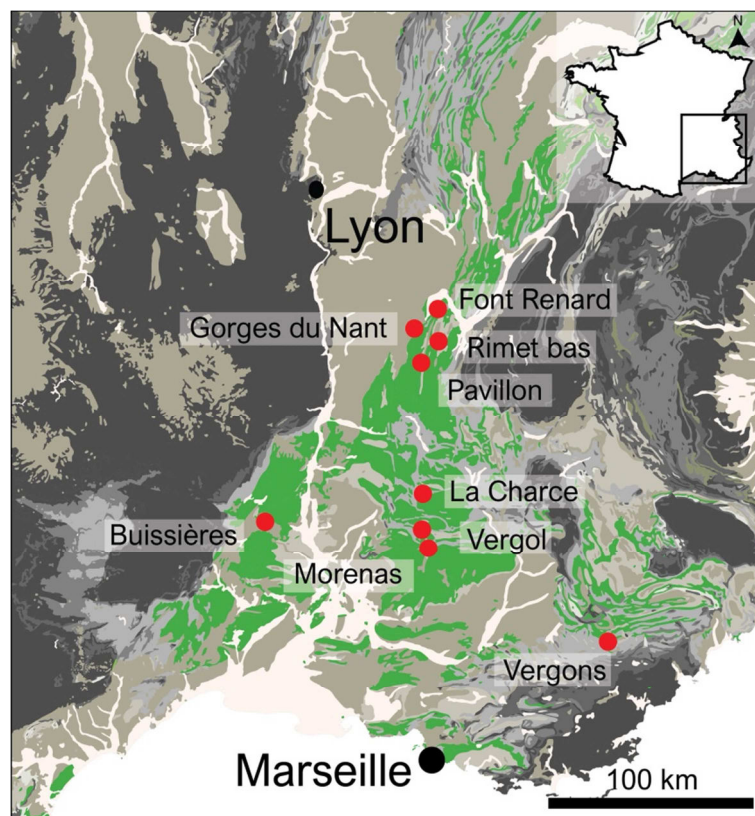 N
Lyon
Font Renard
Gorges du Nant
Rimet bas
Pavillon
La Charce
Buissières
Vergol
Morenas
Vergons
Marseille
100 km